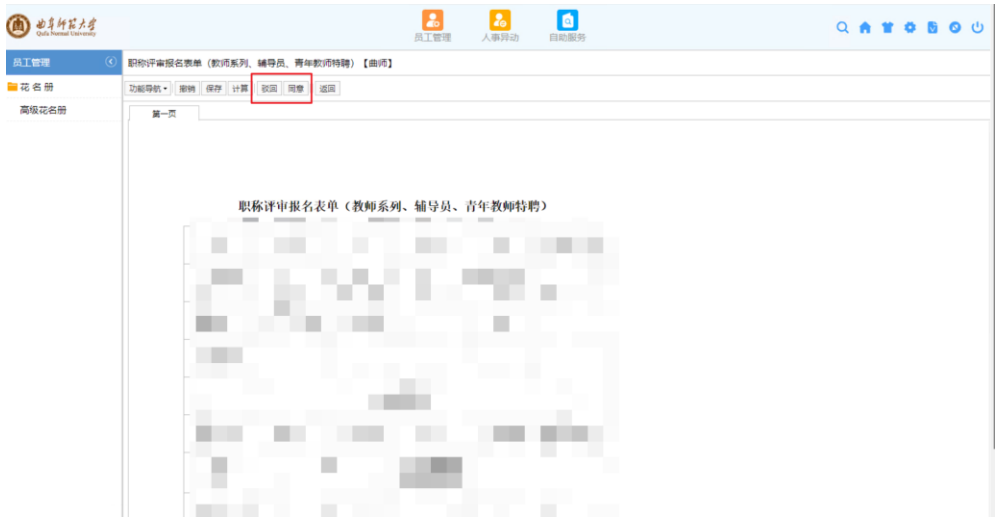 曲阜师范大学
Qufu Normal University
员工管理
人事异动
自助服务
员工管理
职称评审报名表单（教师系列、辅导员、青年教师特聘）【曲师】
花名册
功能导航 撤销 保存 计算 驳回 同意 返回
高级花名册
第一页
职称评审报名表单（教师系列、辅导员、青年教师特聘）